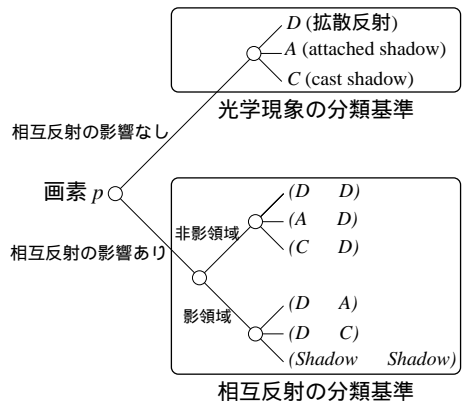 D (拡散反射)
A (attached shadow)
C (cast shadow)
光学現象の分類基準
相互反射の影響なし
画素 p
相互反射の影響あり
非影領域
(D D)
(A D)
(C D)
影領域
(D A)
(D C)
(Shadow Shadow)
相互反射の分類基準